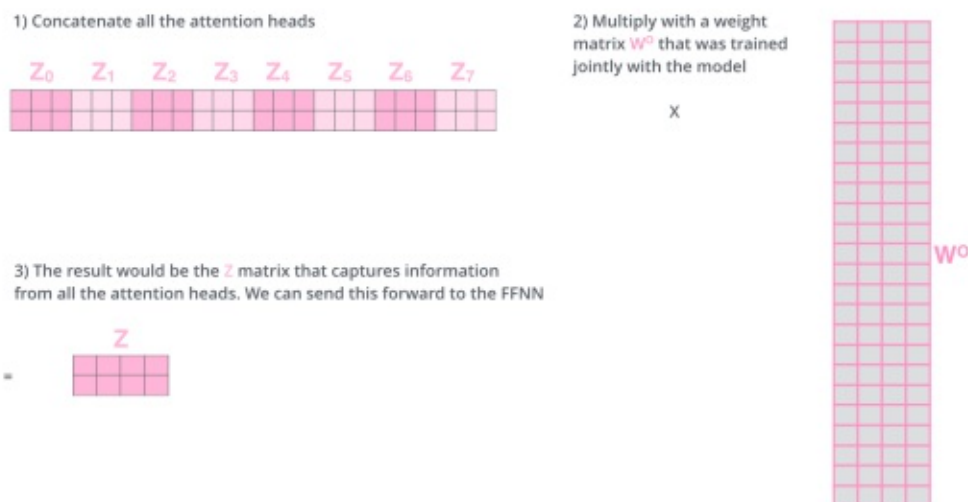 1) Concatenate all the attention heads
Z0 Z1 Z2 Z3 Z4 Z5 Z6 Z7
2) Multiply with a weight
matrix W^O that was trained
jointly with the model
X
W^O
3) The result would be the Z matrix that captures information
from all the attention heads. We can send this forward to the FFNN
Z
=